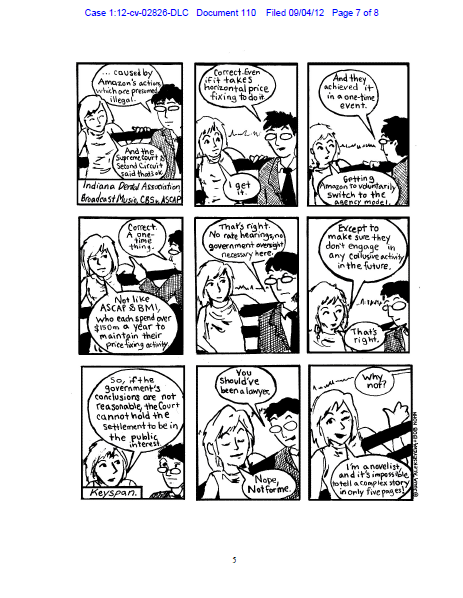 Case 1:12-cv-02826-DLC Document 110 Filed 09/04/12 Page 7 of 8
... caused by
Amazon's actions,
which are presumed
illegal.
And the
Supreme Court &
Second Circuit
said that's ok.
Indiana Dental Association,
Broadcast Music, CBS v. ASCAP
Correct. Even
if it takes
horizontal price
fixing to do it.
I get
it.
And they
achieved it
in a one-time
event.
Getting
Amazon to voluntarily
switch to the
agency model.
Correct.
A one-
time
thing.
Not like
ASCAP & BMI,
who each spend over
$150m a year to
maintain their
price fixing activity
That's right.
No rate hearings, no
government oversight
necessary here.
Except to
make sure they
don't engage in
any collusive activity
in the future.
That's
right.
So, if the
government's
conclusions are not
reasonable, the Court
cannot hold the
settlement to be in
the public
interest.
Keyspan.
You
Should've
been a lawyer.
Nope,
Not for me.
Why
not?
I'm a novelist,
and it's impossible
to tell a complex story
in only five pages!
5